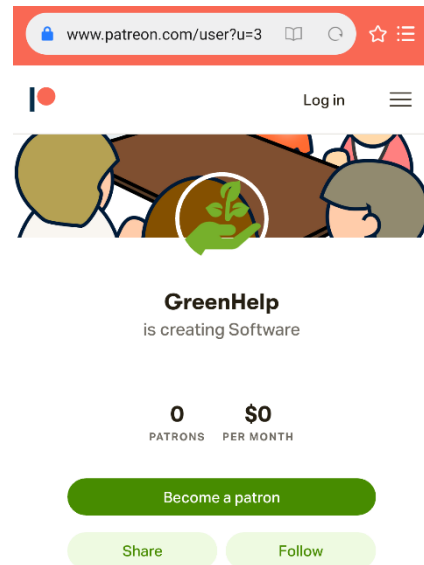 www.patreon.com/user?u=3
Log in
GreenHelp
is creating Software
0 $0
PATRONS PER MONTH
Become a patron
Share Follow